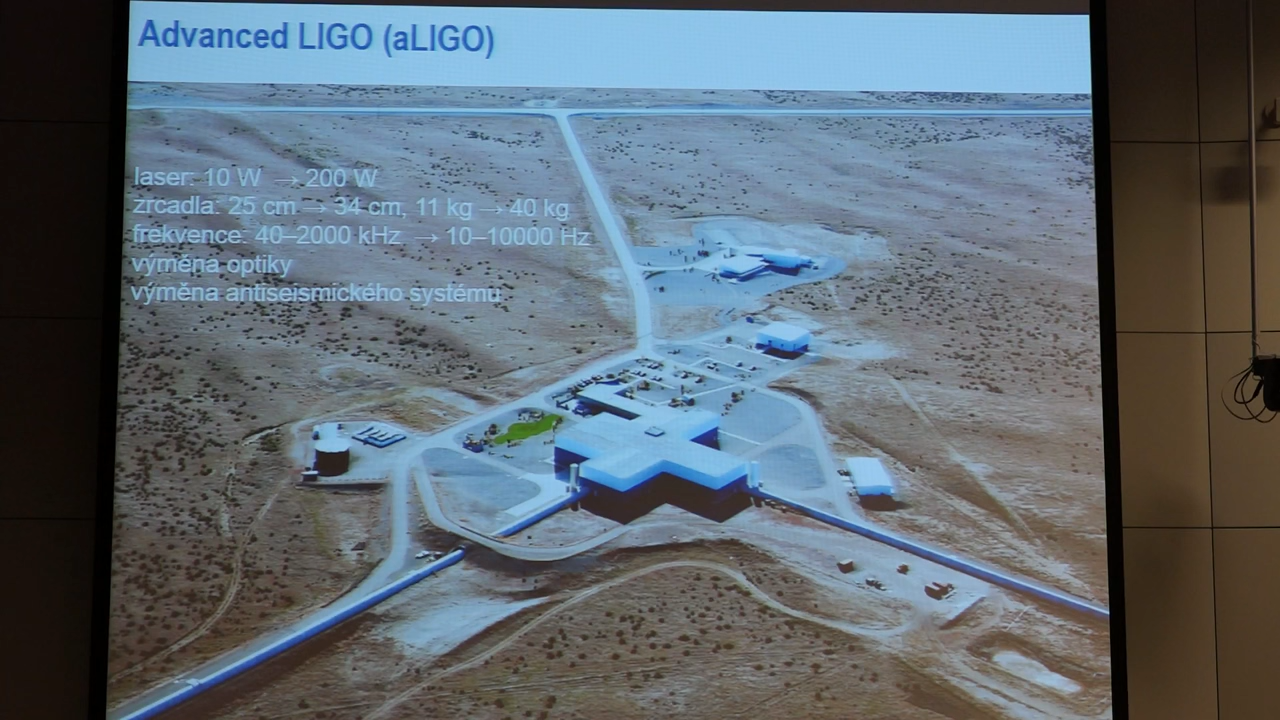 Advanced LIGO (aLIGO)
laser: 10 W → 200 W
zrcadla: 25 cm → 34 cm, 11 kg → 40 kg
frekvence: 40–2000 kHz → 10–10000 Hz
výměna optiky
výměna antiseismického systému